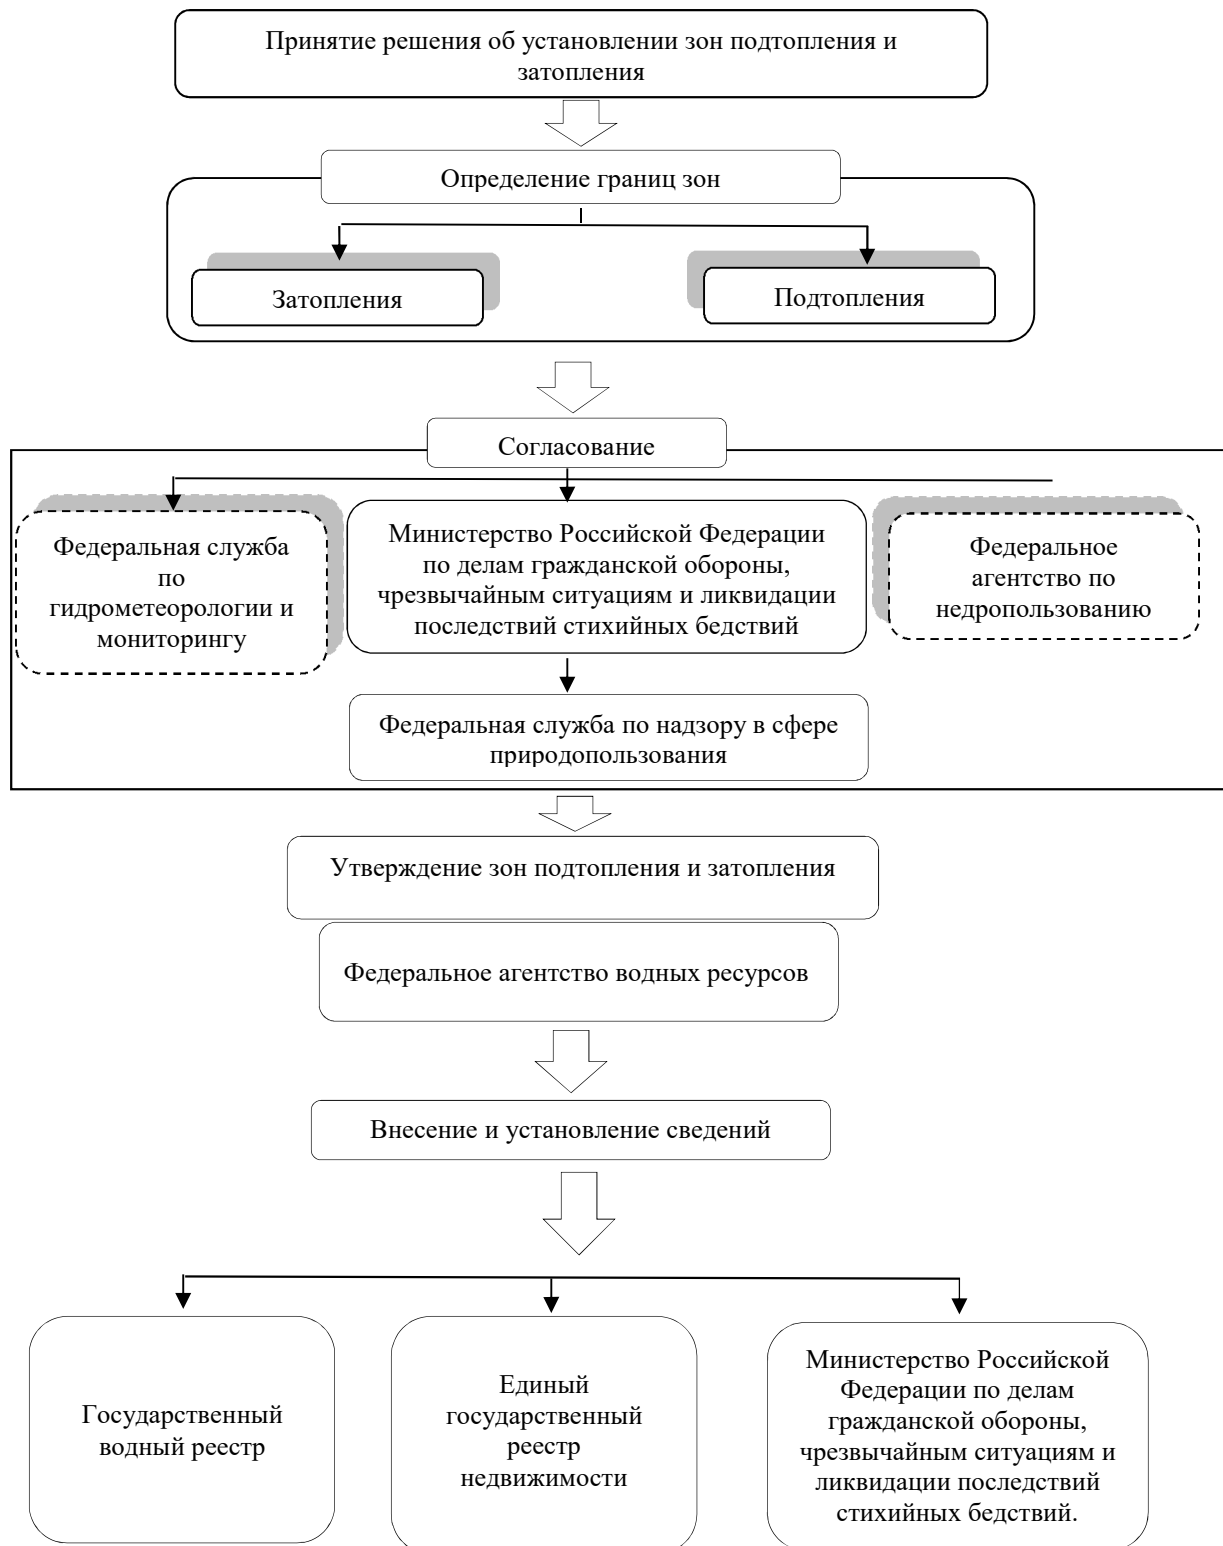 Принятие решения об установлении зон подтопления и
затопления
Определение границ зон
Затопления
Подтопления
Согласование
Федеральная служба
по
гидрометеорологии и
мониторингу
Министерство Российской Федерации
по делам гражданской обороны,
чрезвычайным ситуациям и ликвидации
последствий стихийных бедствий
Федеральное
агентство по
недропользованию
Федеральная служба по надзору в сфере
природопользования
Утверждение зон подтопления и затопления
Федеральное агентство водных ресурсов
Внесение и установление сведений
Государственный
водный реестр
Единый
государственный
реестр
недвижимости
Министерство Российской
Федерации по делам
гражданской обороны,
чрезвычайным ситуациям и
ликвидации последствий
стихийных бедствий.